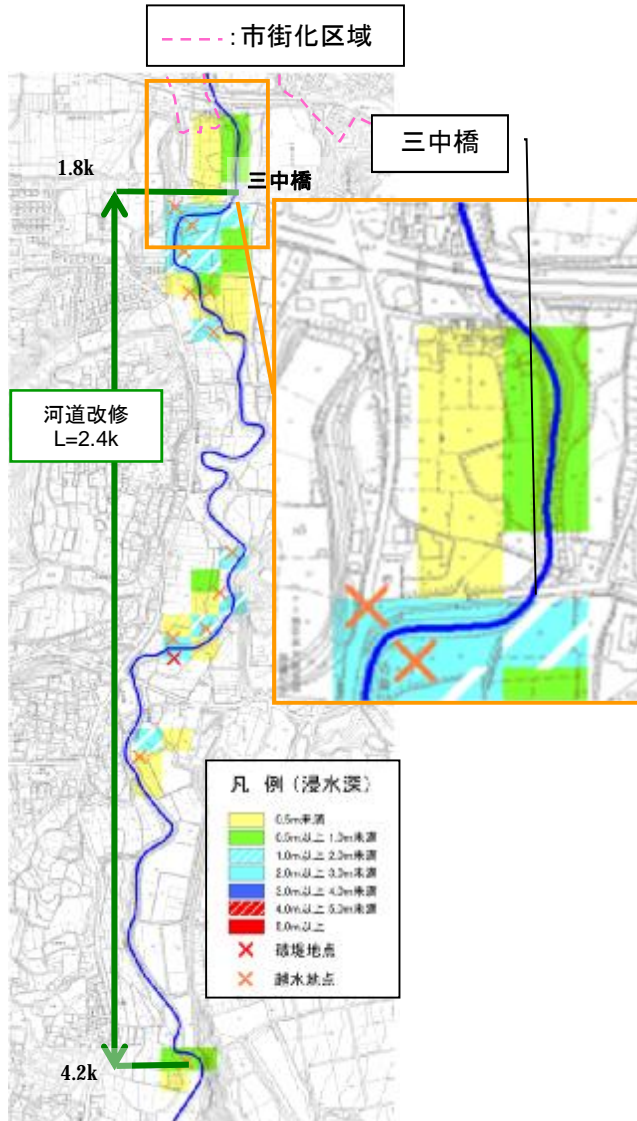 : 市街化区域
三中橋
1.8k
三中橋
河道改修
L=2.4k
凡 例 (浸水深)
0.5m未満
0.5m以上 1.0m未満
1.0m以上 2.0m未満
2.0m以上 3.0m未満
3.0m以上 4.0m未満
4.0m以上 5.0m未満
5.0m以上
破堤地点
越水地点
4.2k